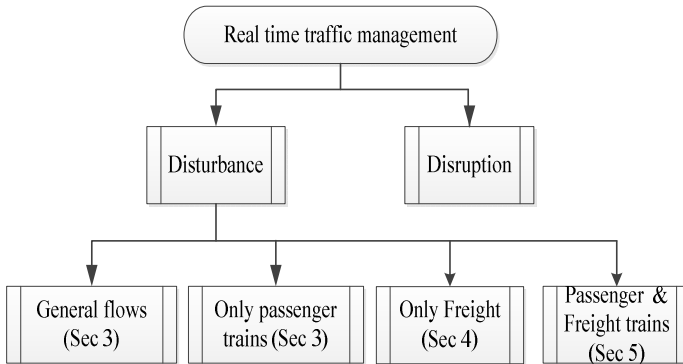 Real time traffic management
Disturbance
Disruption
General flows
(Sec 3)
Only passenger
trains (Sec 3)
Only Freight
(Sec 4)
Passenger &
Freight trains
(Sec 5)